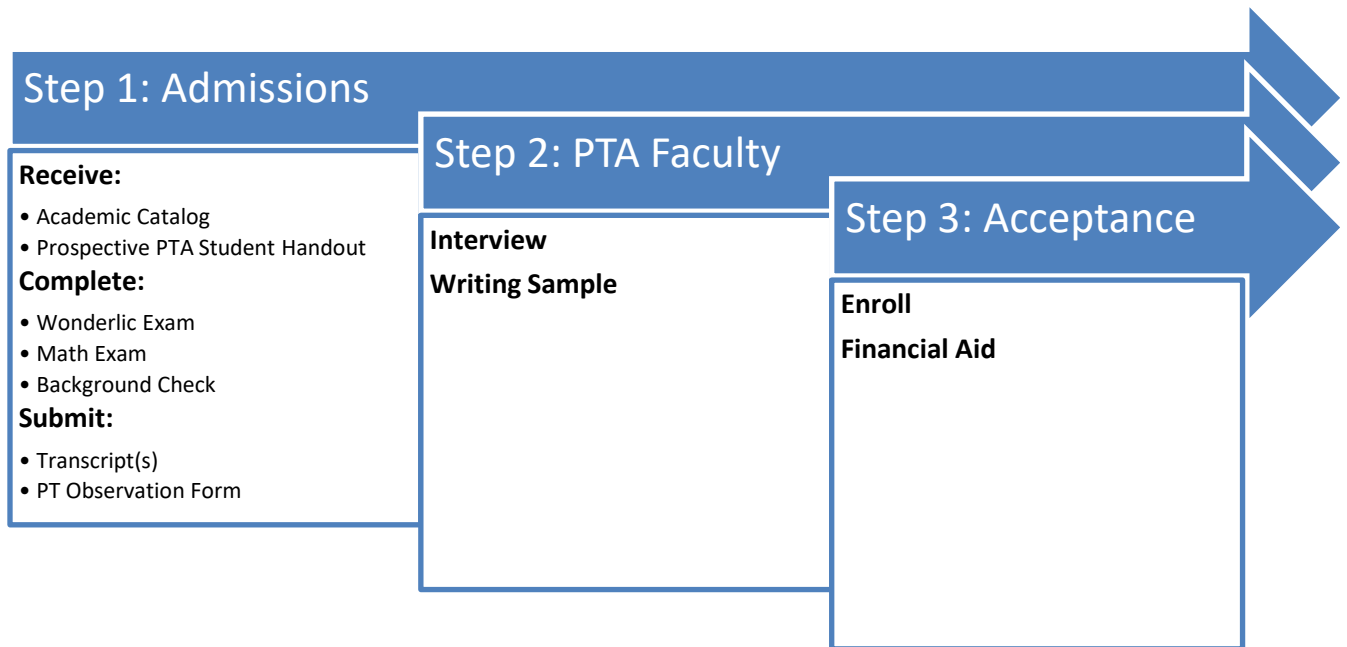 Step 1: Admissions
Receive:
• Academic Catalog
• Prospective PTA Student Handout
Complete:
• Wonderlic Exam
• Math Exam
• Background Check
Submit:
• Transcript(s)
• PT Observation Form
Step 2: PTA Faculty
Interview
Writing Sample
Step 3: Acceptance
Enroll
Financial Aid